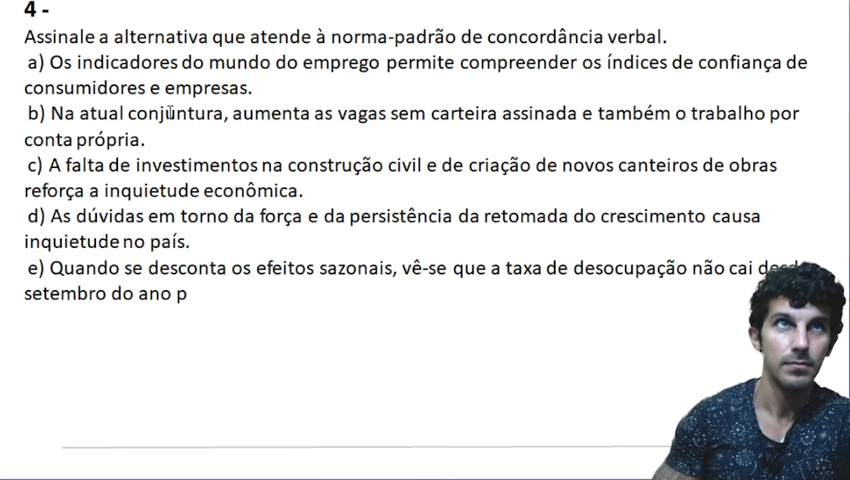 4 -
Assinale a alternativa que atende à norma-padrão de concordância verbal.
a) Os indicadores do mundo do emprego permite compreender os índices de confiança de
consumidores e empresas.
b) Na atual conjuntura, aumenta as vagas sem carteira assinada e também o trabalho por
conta própria.
c) A falta de investimentos na construção civil e de criação de novos canteiros de obras
reforça a inquietude econômica.
d) As dúvidas em torno da força e da persistência da retomada do crescimento causa
inquietude no país.
e) Quando se desconta os efeitos sazonais, vê-se que a taxa de desocupação não cai
setembro do ano p